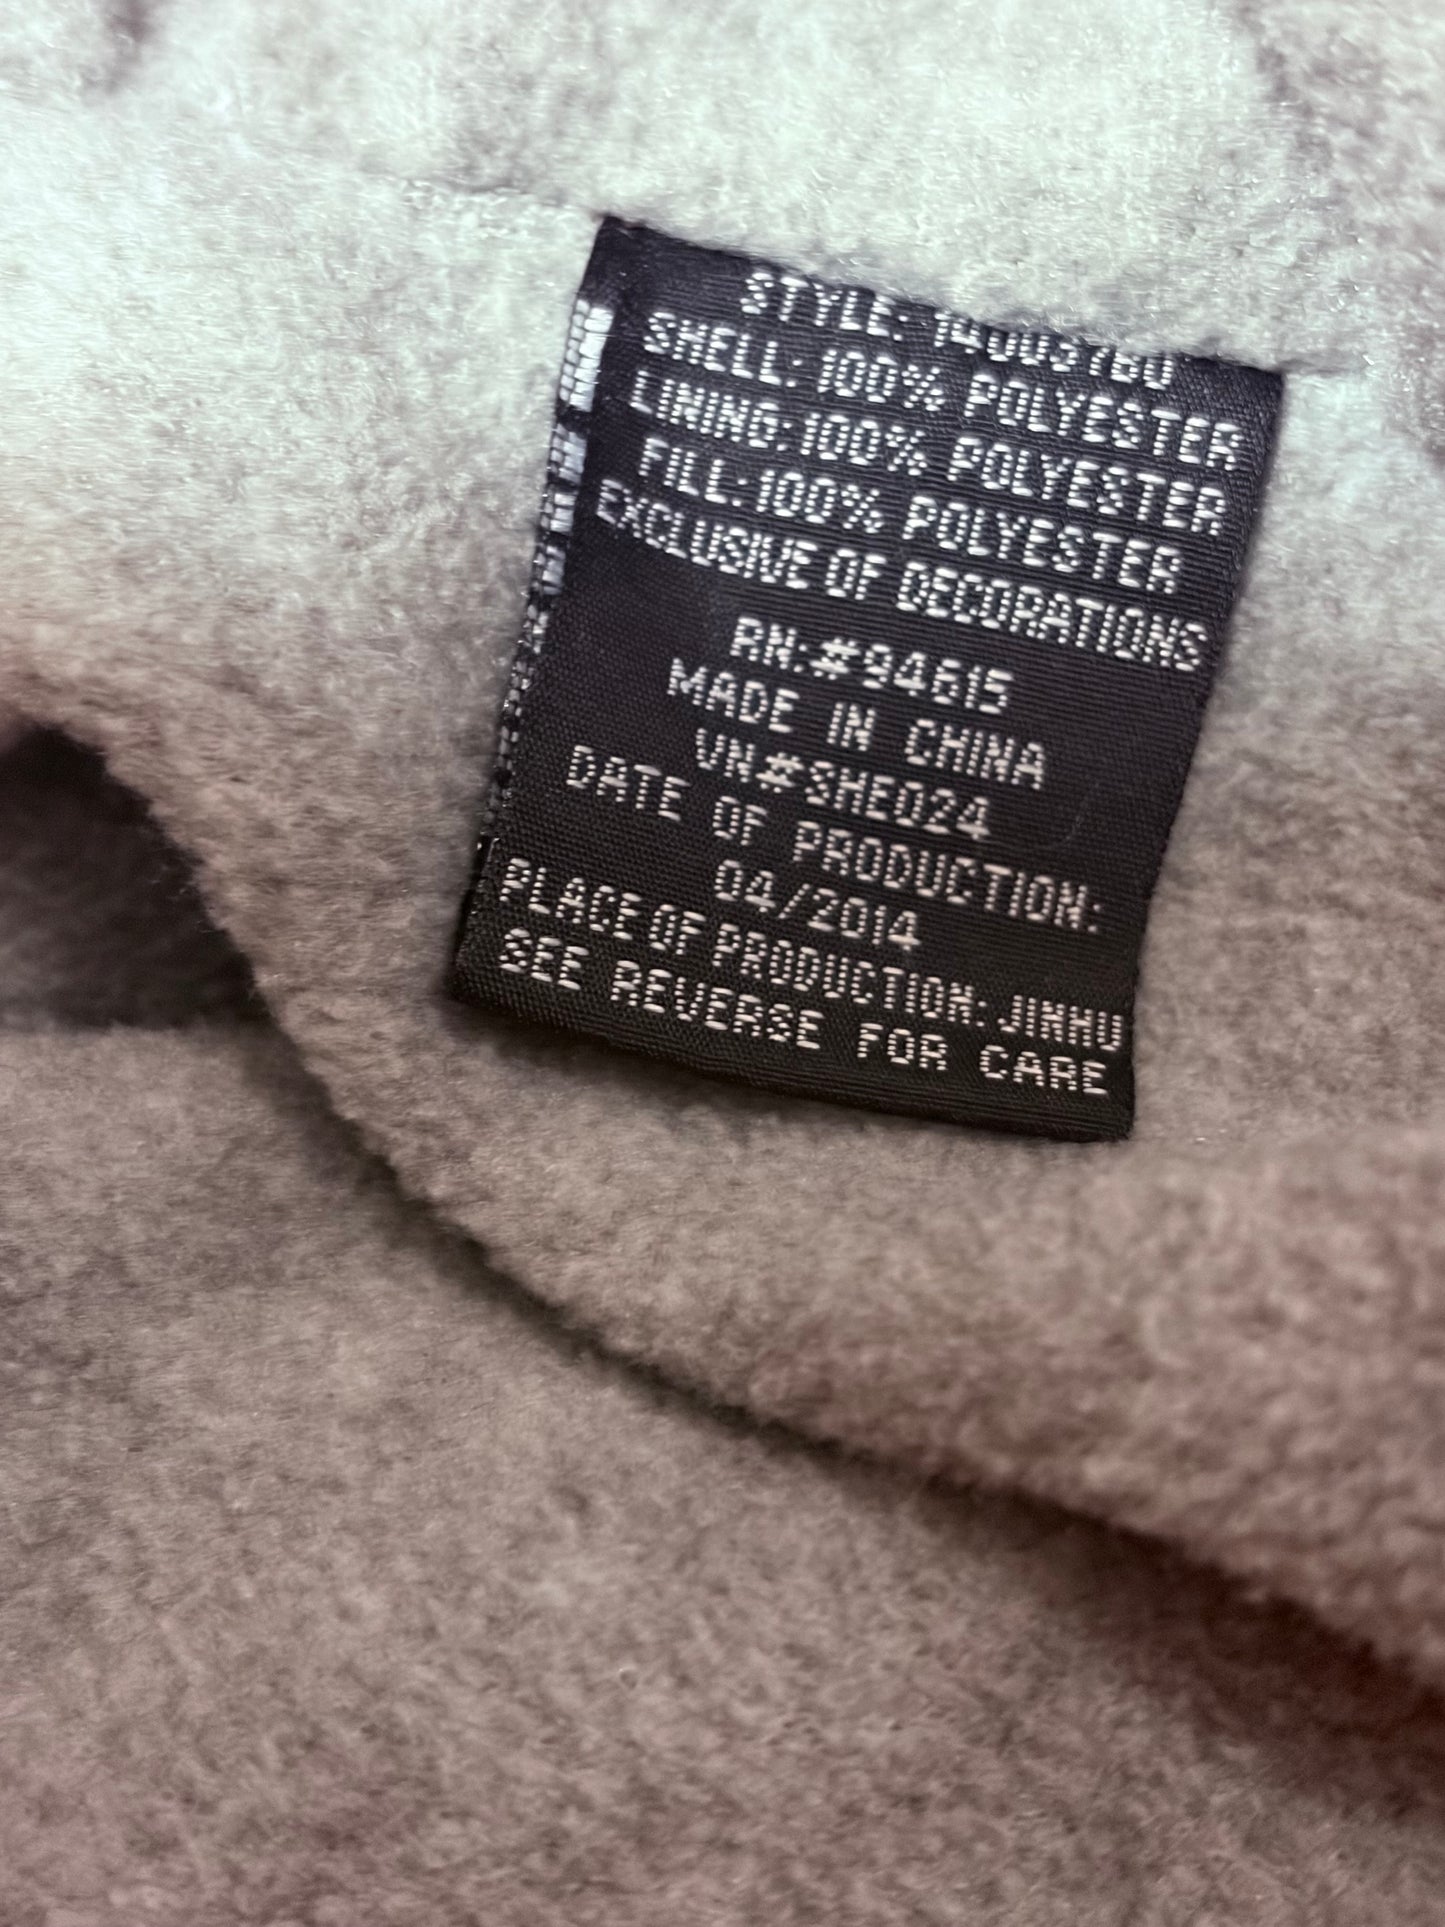 STYLE:
SHELL: 100% POLYESTER
LINING: 100% POLYESTER
FILL: 100% POLYESTER
EXCLUSIVE OF DECORATIONS
RN:#94615
MADE IN CHINA
VN#SHE024
DATE OF PRODUCTION:
04/2014
PLACE OF PRODUCTION: JINHU
SEE REVERSE FOR CARE